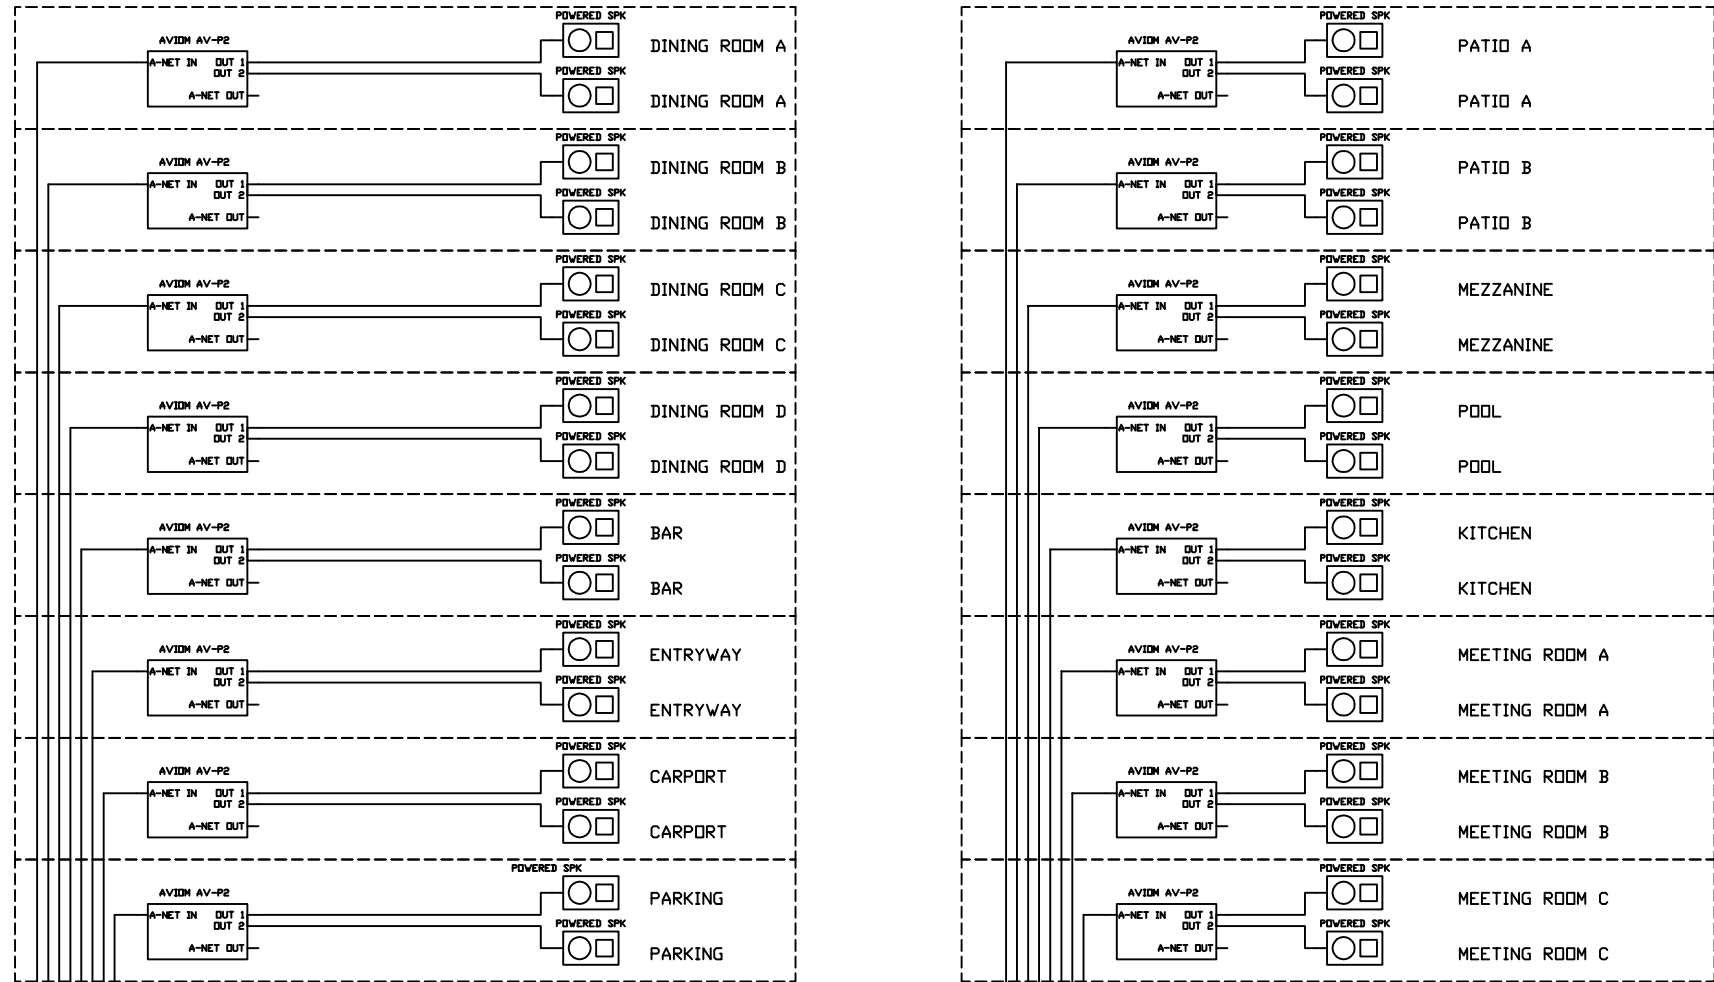 POWERED SPK
AVIOM AV-P2
DINING ROOM A
A-NET IN OUT 1
OUT 2
POWERED SPK
A-NET OUT
DINING ROOM A
POWERED SPK
AVIOM AV-P2
DINING ROOM B
A-NET IN OUT 1
OUT 2
POWERED SPK
A-NET OUT
DINING ROOM B
POWERED SPK
AVIOM AV-P2
DINING ROOM C
A-NET IN OUT 1
OUT 2
POWERED SPK
A-NET OUT
DINING ROOM C
POWERED SPK
AVIOM AV-P2
DINING ROOM D
A-NET IN OUT 1
OUT 2
POWERED SPK
A-NET OUT
DINING ROOM D
POWERED SPK
AVIOM AV-P2
BAR
A-NET IN OUT 1
OUT 2
POWERED SPK
A-NET OUT
BAR
POWERED SPK
AVIOM AV-P2
ENTRYWAY
A-NET IN OUT 1
OUT 2
POWERED SPK
A-NET OUT
ENTRYWAY
POWERED SPK
AVIOM AV-P2
CARPORT
A-NET IN OUT 1
OUT 2
POWERED SPK
A-NET OUT
CARPORT
POWERED SPK
AVIOM AV-P2
PARKING
A-NET IN OUT 1
OUT 2
POWERED SPK
A-NET OUT
PARKING
POWERED SPK
AVIOM AV-P2
PATIO A
A-NET IN OUT 1
OUT 2
POWERED SPK
A-NET OUT
PATIO A
POWERED SPK
AVIOM AV-P2
PATIO B
A-NET IN OUT 1
OUT 2
POWERED SPK
A-NET OUT
PATIO B
POWERED SPK
AVIOM AV-P2
MEZZANINE
A-NET IN OUT 1
OUT 2
POWERED SPK
A-NET OUT
MEZZANINE
POWERED SPK
AVIOM AV-P2
POOL
A-NET IN OUT 1
OUT 2
POWERED SPK
A-NET OUT
POOL
POWERED SPK
AVIOM AV-P2
KITCHEN
A-NET IN OUT 1
OUT 2
POWERED SPK
A-NET OUT
KITCHEN
POWERED SPK
AVIOM AV-P2
MEETING ROOM A
A-NET IN OUT 1
OUT 2
POWERED SPK
A-NET OUT
MEETING ROOM A
POWERED SPK
AVIOM AV-P2
MEETING ROOM B
A-NET IN OUT 1
OUT 2
POWERED SPK
A-NET OUT
MEETING ROOM B
POWERED SPK
AVIOM AV-P2
MEETING ROOM C
A-NET IN OUT 1
OUT 2
POWERED SPK
A-NET OUT
MEETING ROOM C